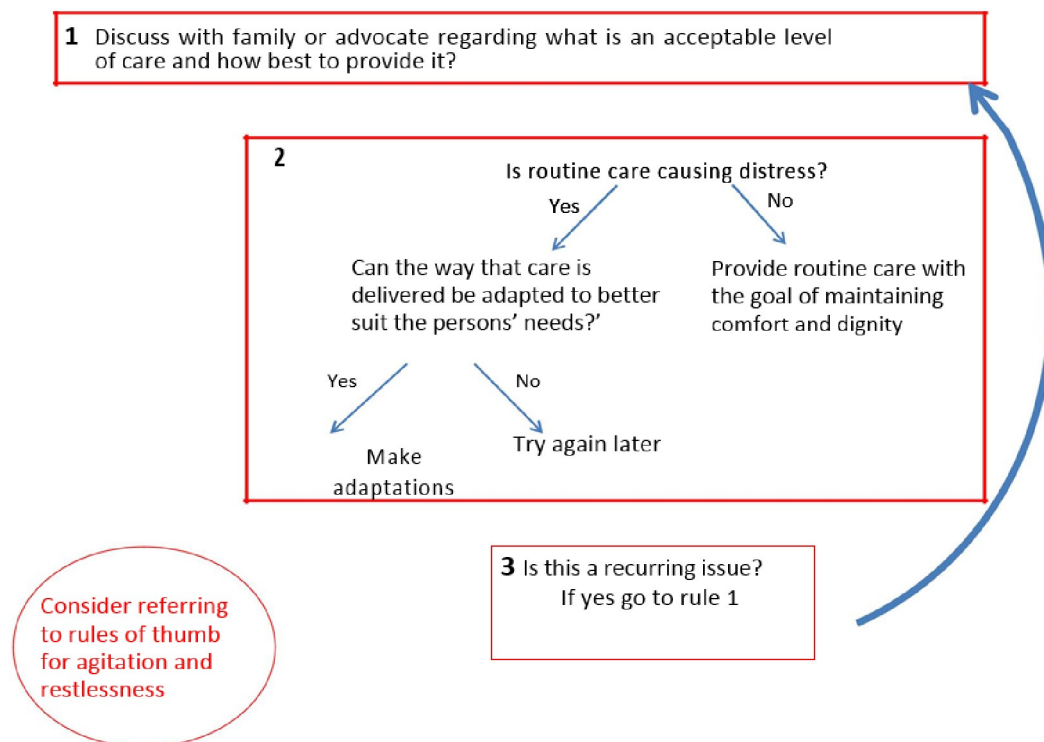 1 Discuss with family or advocate regarding what is an acceptable level
of care and how best to provide it?
2
Is routine care causing distress?
Yes
No
Can the way that care is
delivered be adapted to better
suit the persons’ needs?’
Provide routine care with
the goal of maintaining
comfort and dignity
Yes
No
Make
adaptations
Try again later
3 Is this a recurring issue?
If yes go to rule 1
Consider referring
to rules of thumb
for agitation and
restlessness